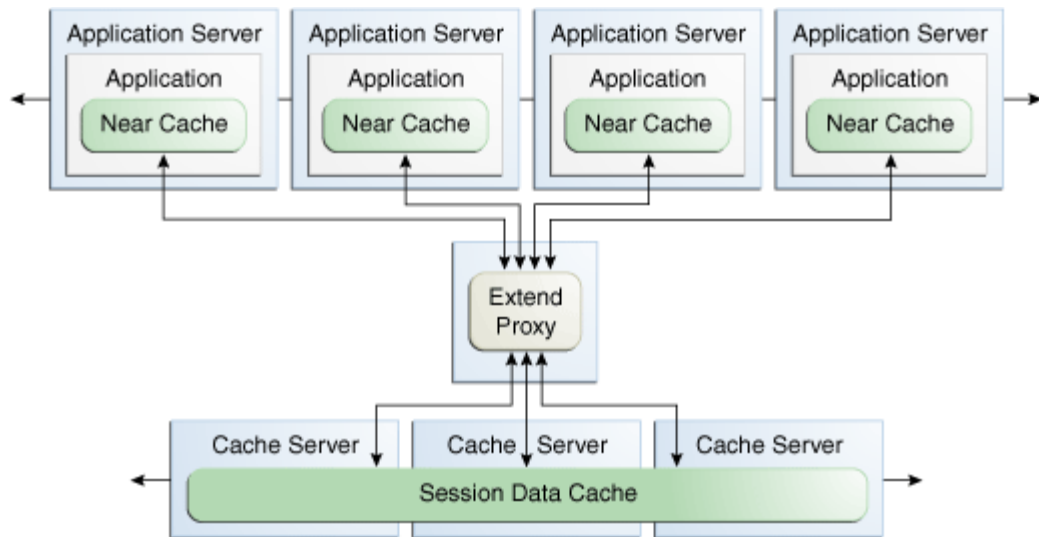 Application Server
Application Server
Application Server
Application Server
Application
Application
Application
Application
Near Cache
Near Cache
Near Cache
Near Cache
Extend
Proxy
Cache Server
Cache Server
Cache Server
Session Data Cache